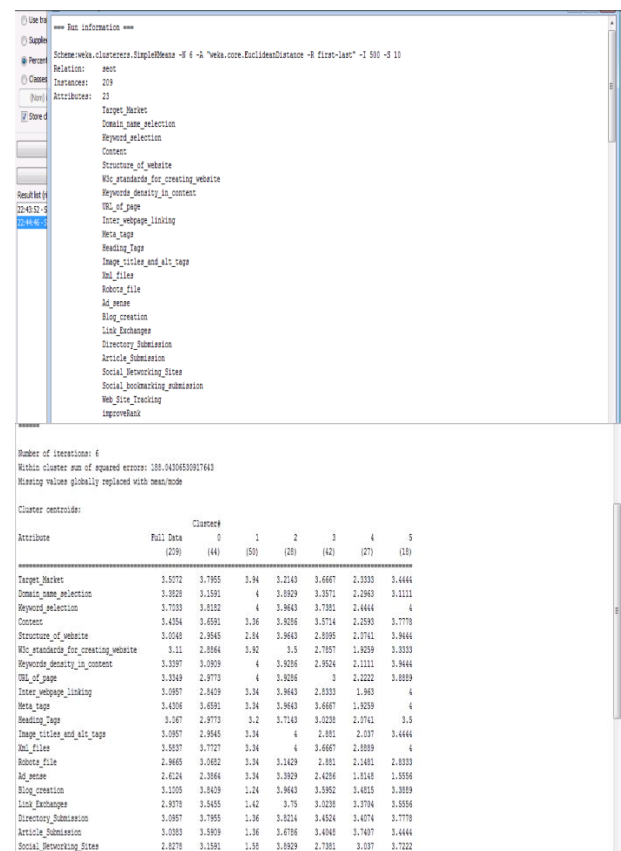 Use tra
=== Run information ===
Supplie
Percent
Scheme:weka.clusterers.SimpleKMeans -N 6 -A "weka.core.EuclideanDistance -R first-last" -I 500 -S 10
Relation: seot
Classes
Instances: 209
Attributes: 23
(Nom)
Target_Market
Store d
Domain_name_selection
Keyword_selection
Content
Structure_of_website
W3c_standards_for_creating_website
Keywords_density_in_content
URL_of_page
Inter_webpage_linking
Result list (ri
Meta_tags
22:43:52 - S
Heading_Tags
22:44:46 - S
Image_titles_and_alt_tags
Xml_files
Robots_file
Ad_sense
Blog_creation
Link_Exchanges
Directory_Submission
Article_Submission
Social_Networking_Sites
Social_bookmarking_submission
Web_Site_Tracking
improveRank
======
Number of iterations: 6
Within cluster sum of squared errors: 188.04306530917643
Missing values globally replaced with mean/mode
Cluster centroids:
Cluster#
Attribute Full Data 0 1 2 3 4 5
(209) (44) (50) (28) (42) (27) (18)
Target_Market 3.5072 3.7955 3.94 3.2143 3.6667 2.3333 3.4444
Domain_name_selection 3.3828 3.1591 4 3.8929 3.3571 2.2963 3.1111
Keyword_selection 3.7033 3.8182 4 3.9643 3.7381 2.4444 4
Content 3.4354 3.6591 3.36 3.9286 3.5714 2.2593 3.7778
Structure_of_website 3.0048 2.9545 2.84 3.9643 2.8095 2.0741 3.9444
W3c_standards_for_creating_website 3.11 2.8864 3.92 3.5 2.7857 1.9259 3.3333
Keywords_density_in_content 3.3397 3.0909 4 3.9286 2.9524 2.1111 3.9444
URL_of_page 3.3349 2.9773 4 3.9286 3 2.2222 3.8889
Inter_webpage_linking 3.0957 2.8409 3.34 3.9643 2.8333 1.963 4
Meta_tags 3.4306 3.6591 3.34 3.9643 3.6667 1.9259 4
Heading_Tags 3.067 2.9773 3.2 3.7143 3.0238 2.0741 3.5
Image_titles_and_alt_tags 3.0957 2.9545 3.34 4 2.881 2.037 3.4444
Xml_files 3.5837 3.7727 3.34 4 3.6667 2.8889 4
Robots_file 2.9665 3.0682 3.34 3.1429 2.881 2.1481 2.8333
Ad_sense 2.6124 2.3864 3.34 3.3929 2.4286 1.8148 1.5556
Blog_creation 3.1005 3.8409 1.24 3.9643 3.5952 3.4815 3.3889
Link_Exchanges 2.9378 3.5455 1.42 3.75 3.0238 3.3704 3.5556
Directory_Submission 3.0957 3.7955 1.36 3.8214 3.4524 3.4074 3.7778
Article_Submission 3.0383 3.5909 1.36 3.6786 3.4048 3.7407 3.4444
Social_Networking_Sites 2.8278 3.1591 1.58 3.8929 2.7381 3.037 3.7222